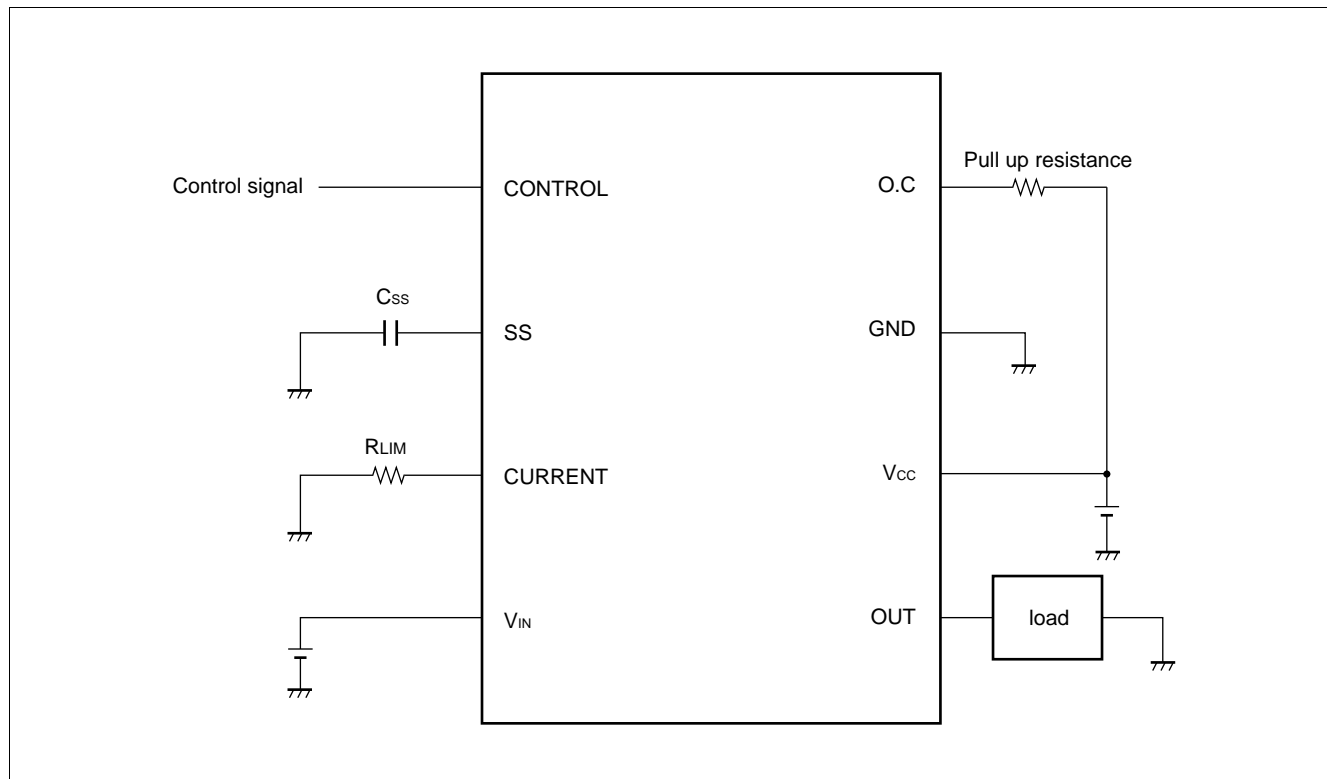 Pull up resistance
Control signal
CONTROL
O.C
CSS
SS
GND
RLIM
CURRENT
VCC
VIN
OUT
load